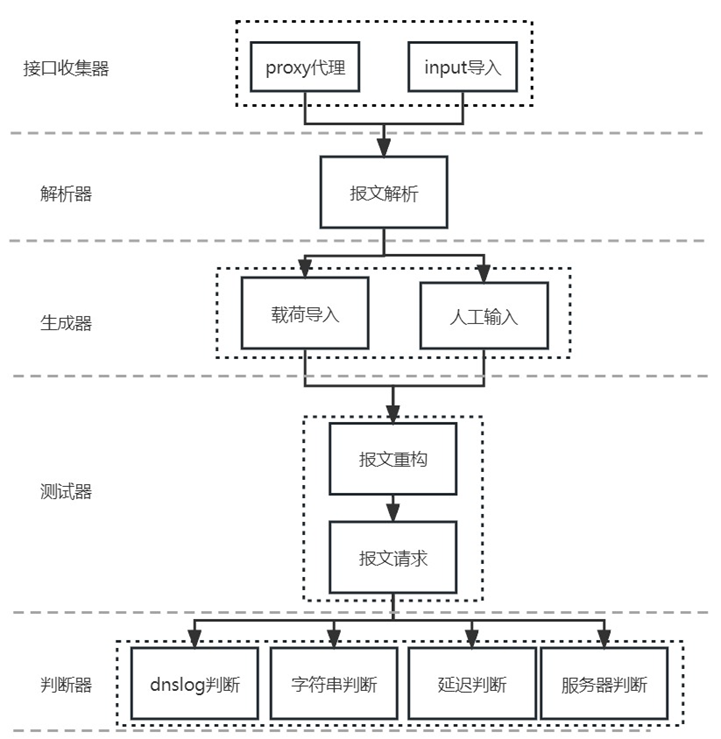 接口收集器
proxy代理
input导入
解析器
报文解析
生成器
载荷导入
人工输入
测试器
报文重构
报文请求
判断器
dnslog判断
字符串判断
延迟判断
服务器判断